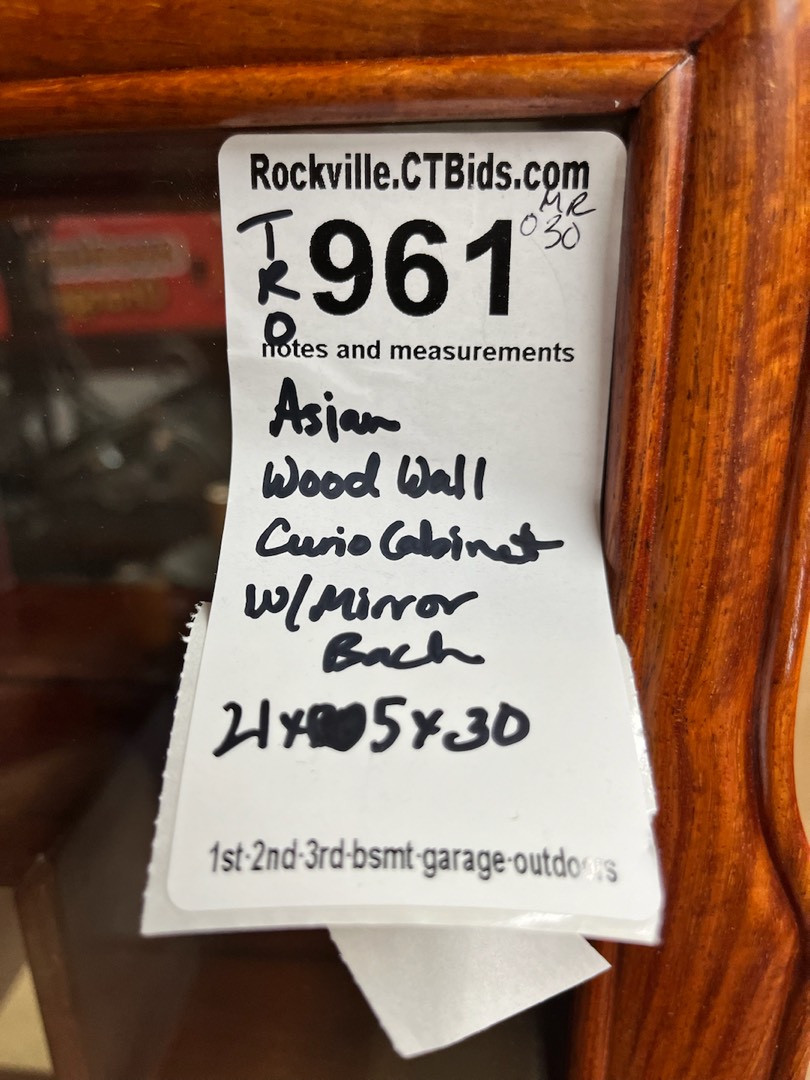 Rockville.CTBids.com
MR
030
TRO
961
notes and measurements
Asian
Wood Wall
Curio Cabinet
W/Mirror
Back
21x 5x30
1st-2nd-3rd-bsmt-garage-outdoors